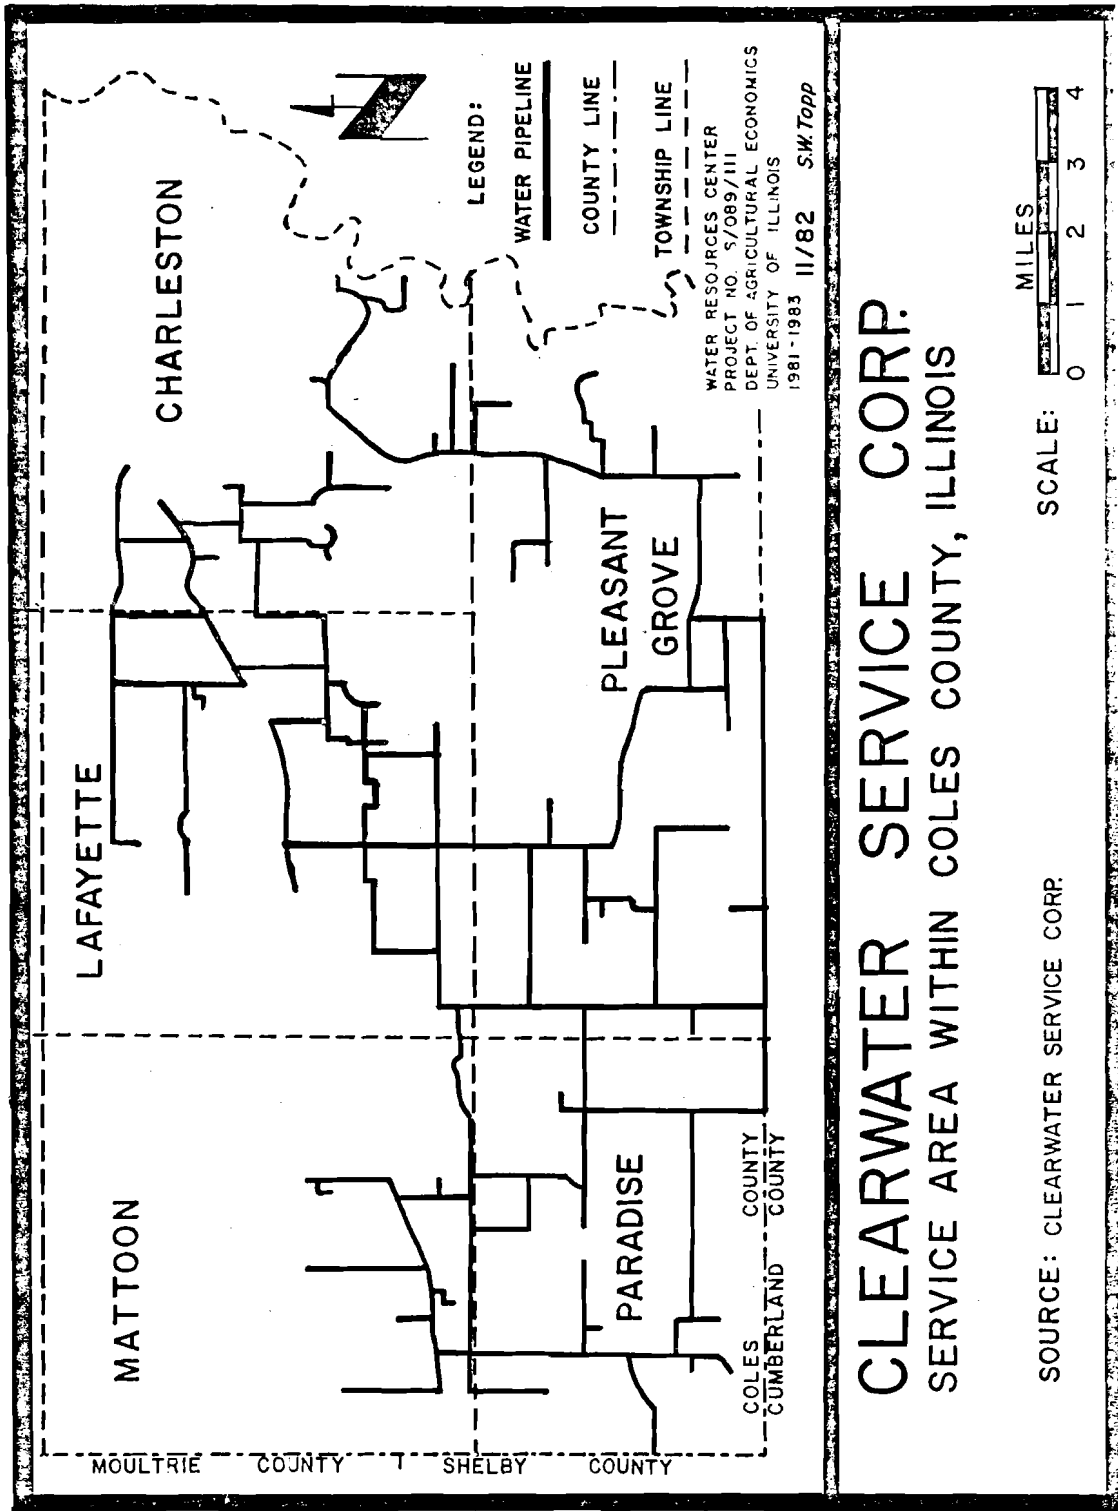 MATTOON
LAFAYETTE
CHARLESTON
PARADISE
PLEASANT
GROVE
MOULTRIE COUNTY
SHELBY COUNTY
COLES COUNTY
CUMBERLAND COUNTY
LEGEND:
WATER PIPELINE
COUNTY LINE
TOWNSHIP LINE
WATER RESOURCES CENTER
PROJECT NO. S/089/111
DEPT. OF AGRICULTURAL ECONOMICS
UNIVERSITY OF ILLINOIS
1981-1983 11/82 S.W.Topp
CLEARWATER SERVICE CORP.
SERVICE AREA WITHIN COLES COUNTY, ILLINOIS
SOURCE: CLEARWATER SERVICE CORP.
SCALE:
MILES
0 1 2 3 4